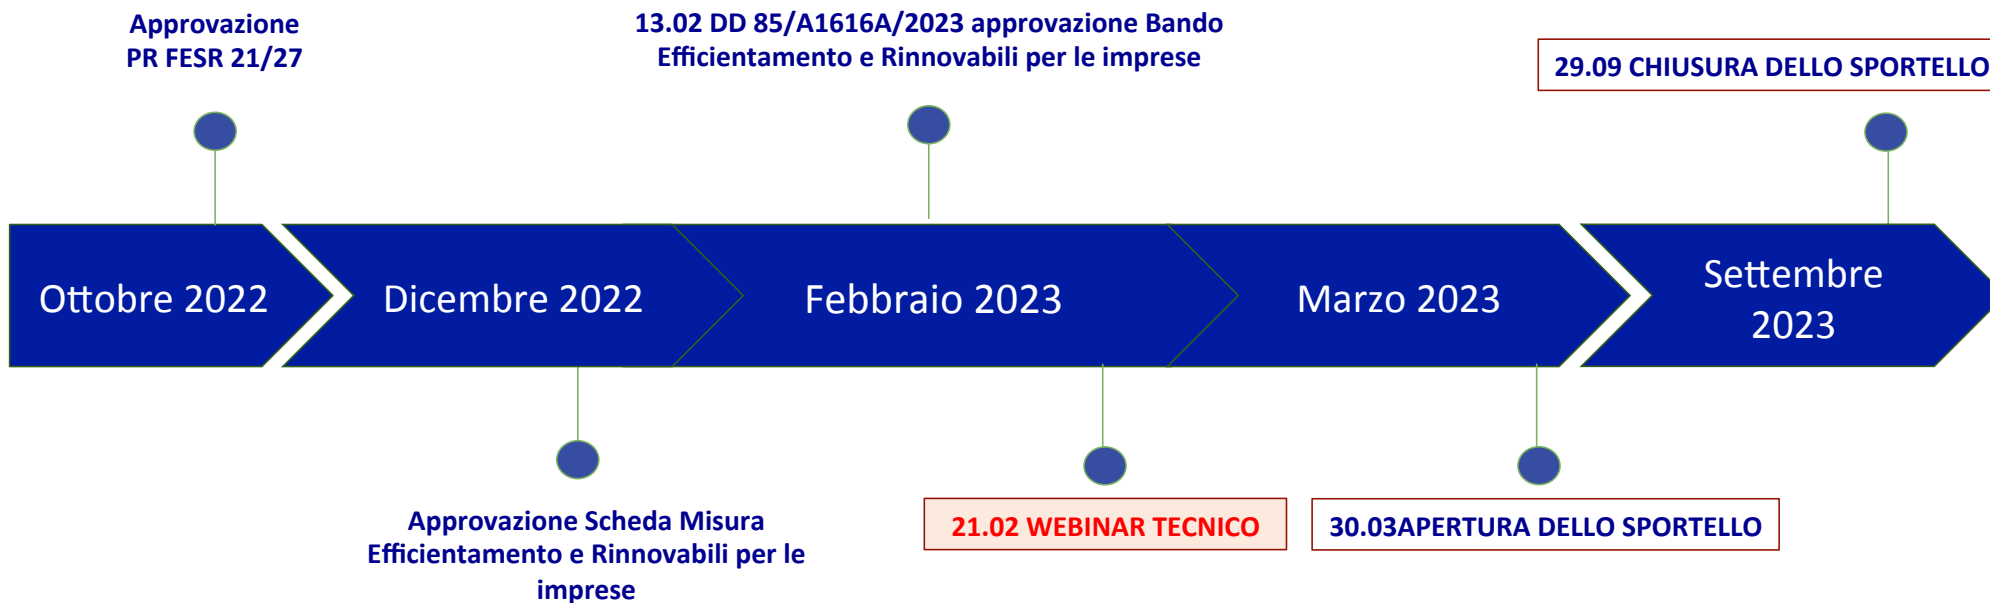 Approvazione
PR FESR 21/27
13.02 DD 85/A1616A/2023 approvazione Bando
Efficientamento e Rinnovabili per le imprese
29.09 CHIUSURA DELLO SPORTELLO
Ottobre 2022
Dicembre 2022
Febbraio 2023
Marzo 2023
Settembre
2023
Approvazione Scheda Misura
Efficientamento e Rinnovabili per le
imprese
21.02 WEBINAR TECNICO
30.03APERTURA DELLO SPORTELLO